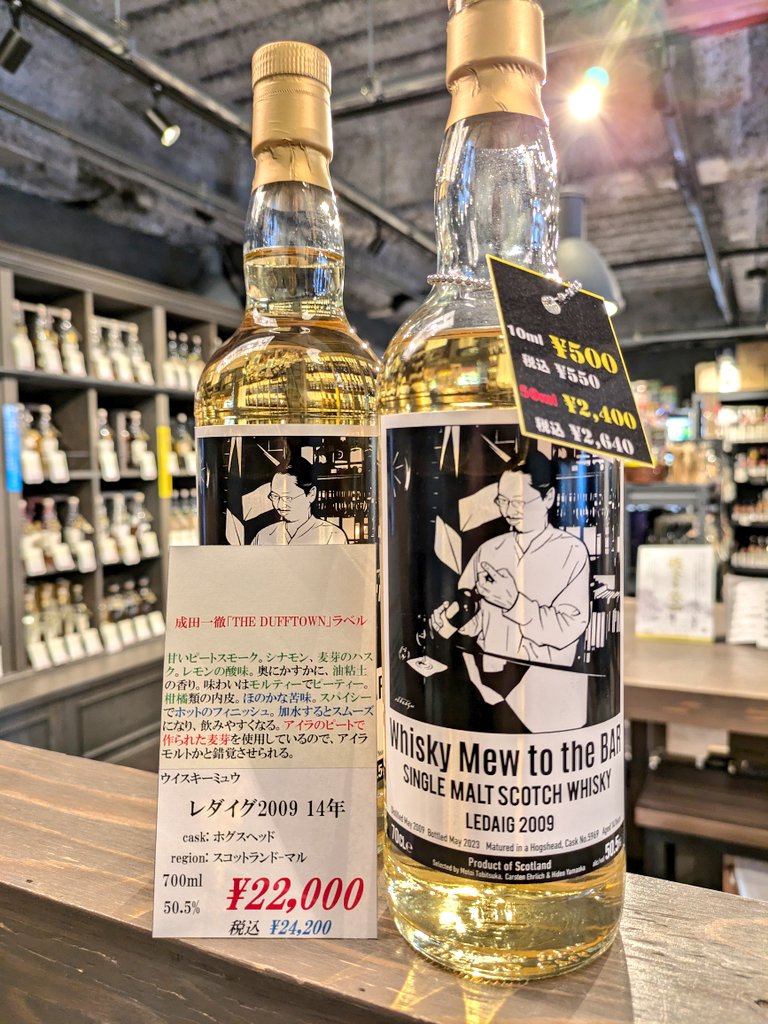 10ml ¥500
税込 ¥550
50ml ¥2,400
税込 ¥2,640
成田一徹「THE DUFFTOWN」ラベル
甘いピートスモーク。シナモン、麦芽のハス
ク。レモンの酸味。奥にかすかに、油粘土
の香り。味わいはモルティーでピーティー。
柑橘類の内皮。ほのかな苦味。スパイシー
でホットのフィニッシュ。加水するとスムーズ
になり、飲みやすくなる。アイラのピートで
作られた麦芽を使用しているので、アイラ
モルトかと錯覚させられる。
ウイスキーミュウ
レダイグ2009 14年
cask: ホグスヘッド
region: スコットランド-マル
700ml
50.5%
¥22,000
税込 ¥24,200
Whisky Mew to the BAR
SINGLE MALT SCOTCH WHISKY
LEDAIG 2009
Distilled May 2009 Bottled May 2023 Matured in a Hogshead, Cask No.5969
70cl.e
50.5%
Product of Scotland
Selected by Motoi Tobitsuka, Carsten Ehrlich & Hideo Yamaoka